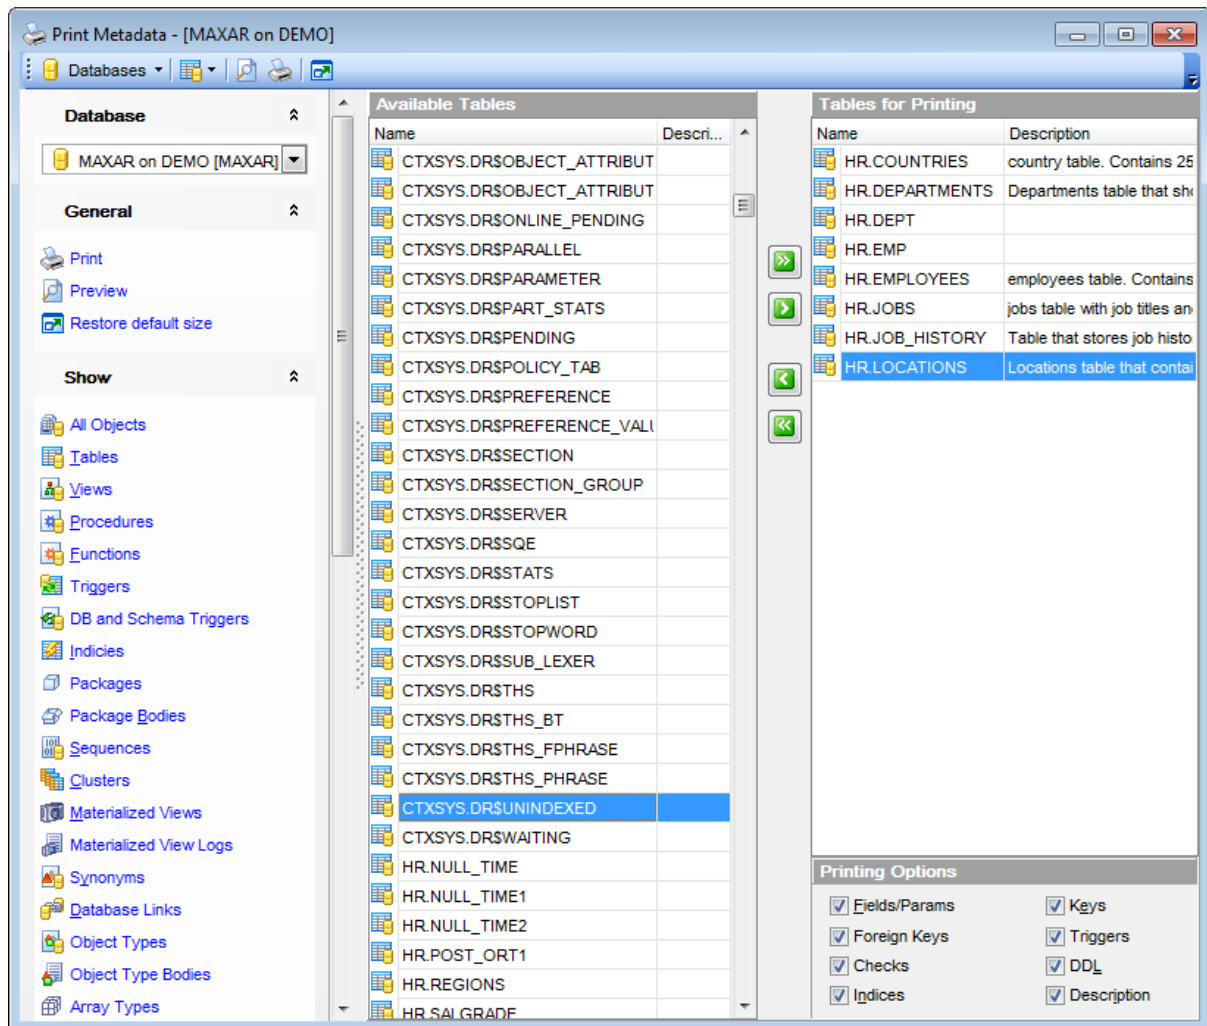 Print Metadata - [MAXAR on DEMO]
Databases
Database
MAXAR on DEMO [MAXAR]
General
Print
Preview
Restore default size
Show
All Objects
Tables
Views
Procedures
Functions
Triggers
DB and Schema Triggers
Indicies
Packages
Package Bodies
Sequences
Clusters
Materialized Views
Materialized View Logs
Synonyms
Database Links
Object Types
Object Type Bodies
Array Types
Available Tables
Name Descri...
CTXSYS.DR$OBJECT_ATTRIBUT
CTXSYS.DR$OBJECT_ATTRIBUT
CTXSYS.DR$ONLINE_PENDING
CTXSYS.DR$PARALLEL
CTXSYS.DR$PARAMETER
CTXSYS.DR$PART_STATS
CTXSYS.DR$PENDING
CTXSYS.DR$POLICY_TAB
CTXSYS.DR$PREFERENCE
CTXSYS.DR$PREFERENCE_VALU
CTXSYS.DR$SECTION
CTXSYS.DR$SECTION_GROUP
CTXSYS.DR$SERVER
CTXSYS.DR$SQE
CTXSYS.DR$STATS
CTXSYS.DR$STOPLIST
CTXSYS.DR$STOPWORD
CTXSYS.DR$SUB_LEXER
CTXSYS.DR$THS
CTXSYS.DR$THS_BT
CTXSYS.DR$THS_FPHRASE
CTXSYS.DR$THS_PHRASE
CTXSYS.DR$UNINDEXED
CTXSYS.DR$WAITING
HR.NULL_TIME
HR.NULL_TIME1
HR.NULL_TIME2
HR.POST_ORT1
HR.REGIONS
HR.SALGRADE
Tables for Printing
Name Description
HR.COUNTRIES country table. Contains 25
HR.DEPARTMENTS Departments table that sho
HR.DEPT
HR.EMP
HR.EMPLOYEES employees table. Contains
HR.JOBS jobs table with job titles an
HR.JOB_HISTORY Table that stores job histo
HR.LOCATIONS Locations table that contai
Printing Options
Fields/Params Keys
Foreign Keys Triggers
Checks DDL
Indices Description